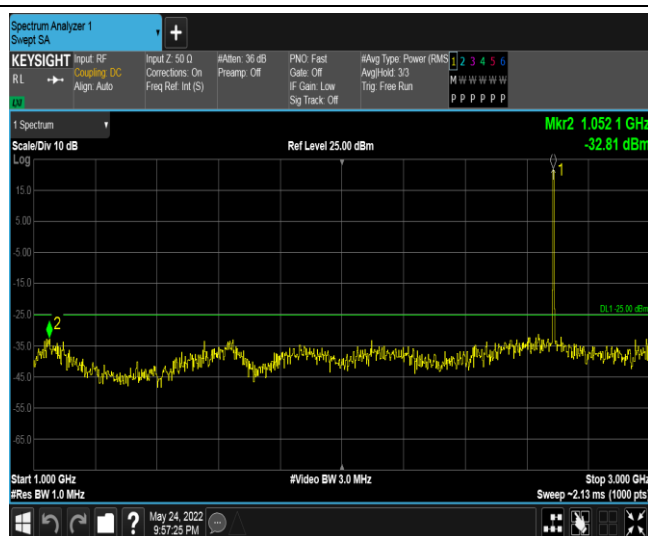 Spectrum Analyzer 1
Swept SA
+
KEYSIGHT
RL
LW
Input: RF
Coupling: DC
Align: Auto
Input Z: 50 Ω
Corrections: On
Freq Ref: Int (S)
#Atten: 36 dB
Preamp: Off
PNO: Fast
Gate: Off
IF Gain: Low
Sig Track: Off
#Avg Type: Power (RMS
Avg|Hold: 3/3
Trig: Free Run
1 2 3 4 5 6
M W W W W W
P P P P P P
1 Spectrum
Mkr2 1.052 1 GHz
Scale/Div 10 dB
Ref Level 25.00 dBm
-32.81 dBm
Log
1
15.0
5.00
-5.00
-15.0
DL1 -25.00 dBm
-25.0
2
-35.0
-45.0
-55.0
-65.0
Start 1.000 GHz
#Video BW 3.0 MHz
Stop 3.000 GHz
#Res BW 1.0 MHz
Sweep ~2.13 ms (1000 pts)
?
May 24, 2022
9:57:25 PM